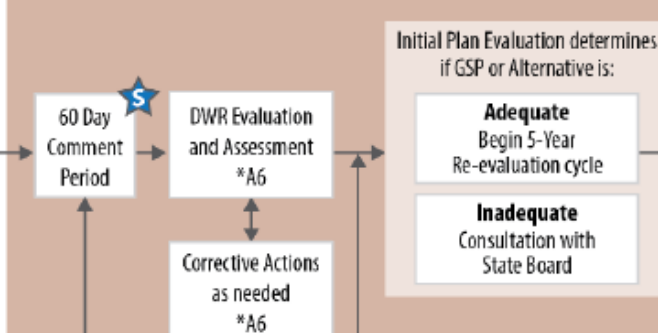 Initial Plan Evaluation determines
if GSP or Alternative is:
S
60 Day
Comment
Period
DWR Evaluation
and Assessment
*A6
Adequate
Begin 5-Year
Re-evaluation cycle
Inadequate
Consultation with
State Board
Corrective Actions
as needed
*A6